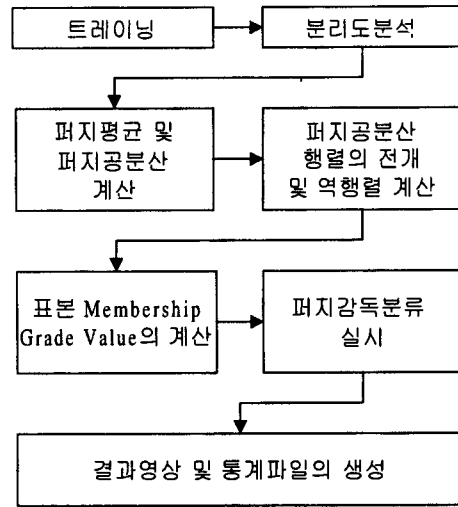 트레이닝
분리도분석
퍼지평균 및
퍼지공분산
계산
퍼지공분산
행렬의 전개
및 역행렬 계산
표본 Membership
Grade Value의 계산
퍼지감독분류
실시
결과영상 및 통계파일의 생성